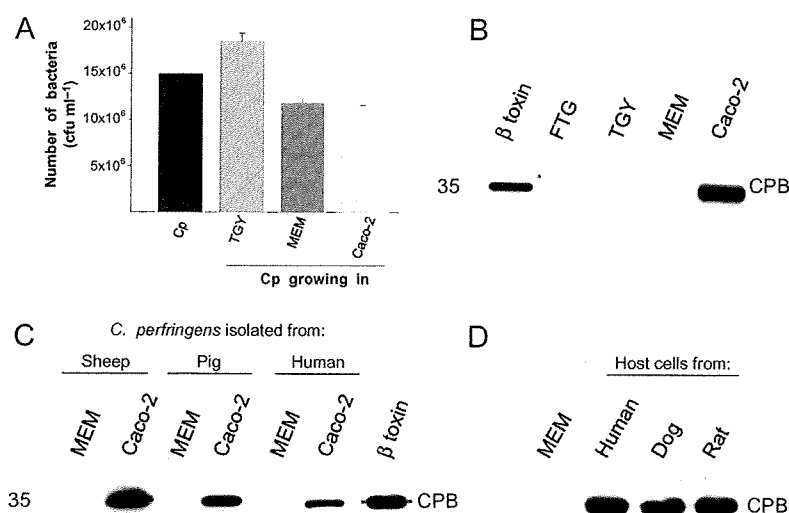 A
Number of bacteria
(cfu ml⁻¹)
20x10⁶
15x10⁶
10x10⁶
5x10⁶
Cp
TGY
MEM
Caco-2
Cp growing in
B
β toxin
FTG
TGY
MEM
Caco-2
35
CPB
C
C. perfringens isolated from:
Sheep
Pig
Human
MEM
Caco-2
MEM
Caco-2
MEM
Caco-2
β toxin
35
CPB
D
Host cells from:
MEM
Human
Dog
Rat
CPB